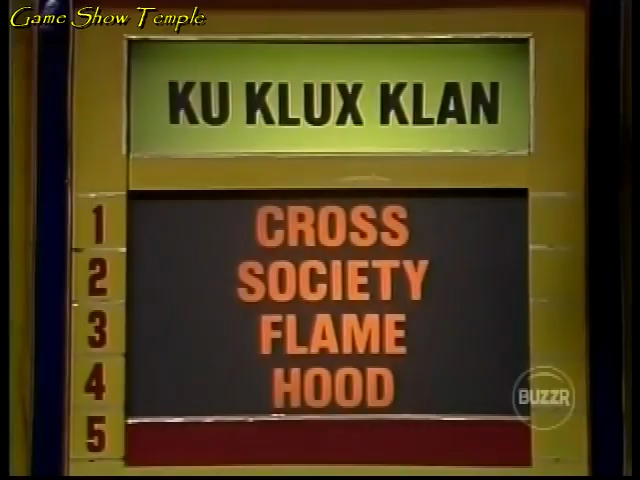 Game Show Temple
KU KLUX KLAN
1 CROSS
2 SOCIETY
3 FLAME
4 HOOD
5
BUZZR